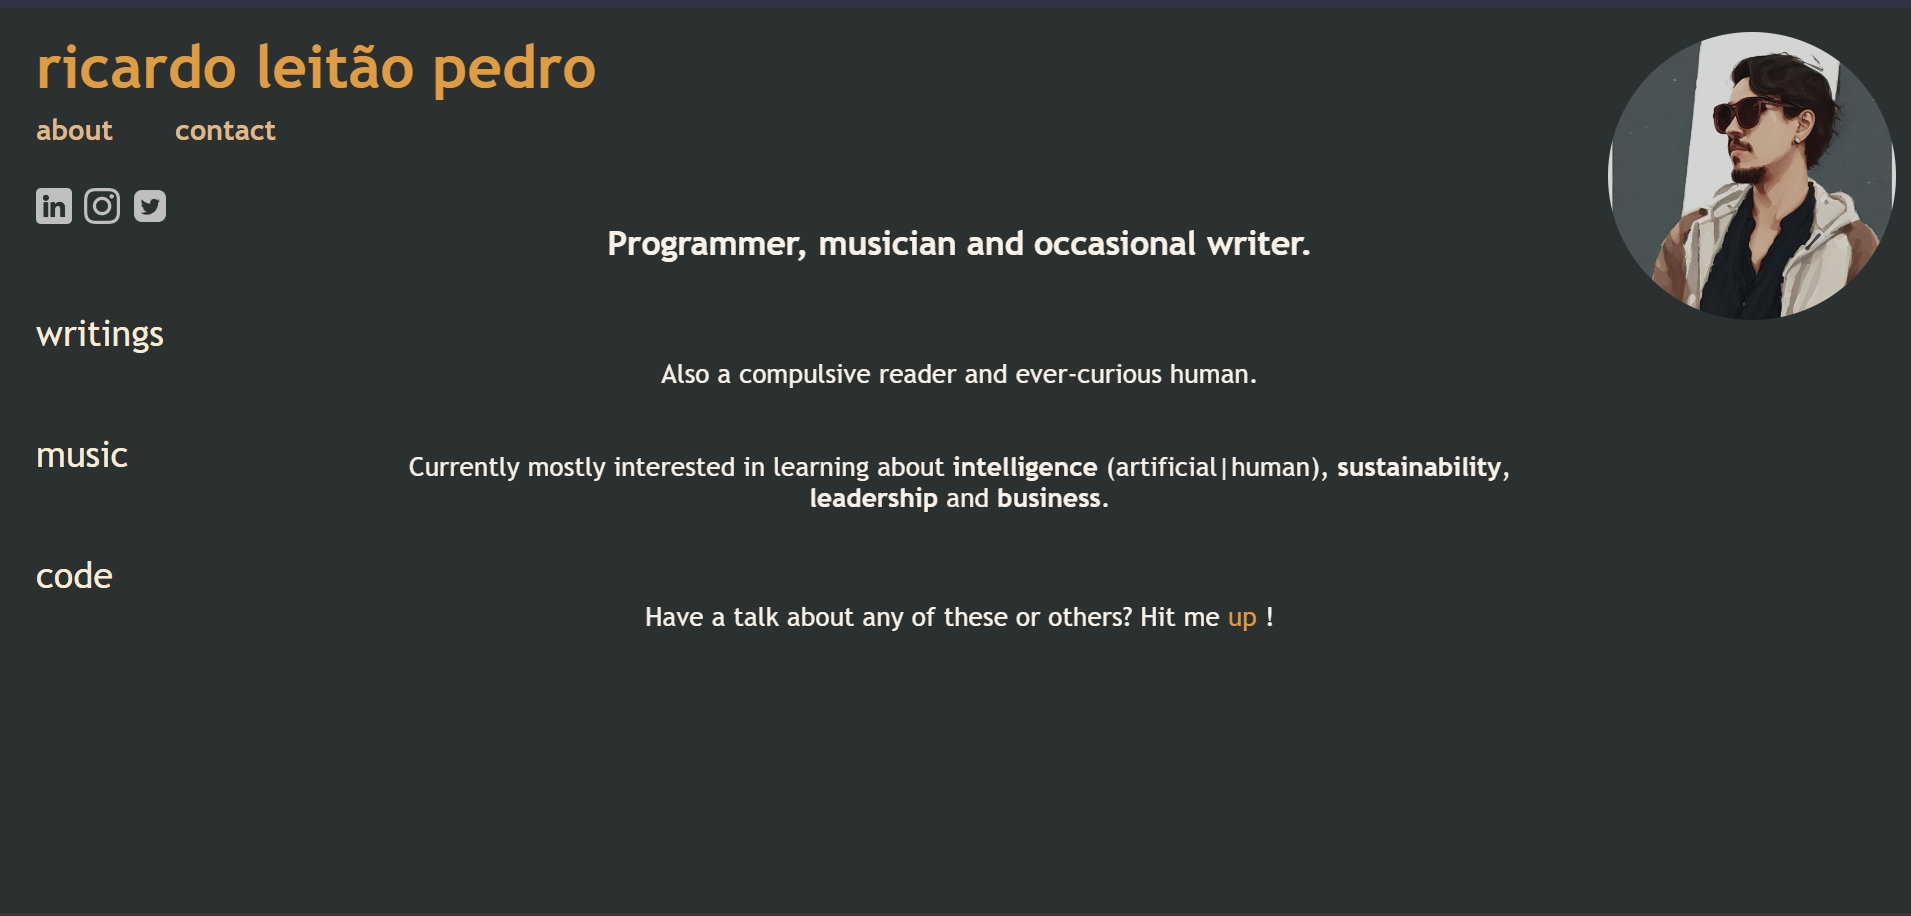 ricardo leitão pedro
about contact
in
Programmer, musician and occasional writer.
writings
Also a compulsive reader and ever-curious human.
music
Currently mostly interested in learning about intelligence (artificial|human), sustainability,
leadership and business.
code
Have a talk about any of these or others? Hit me up !